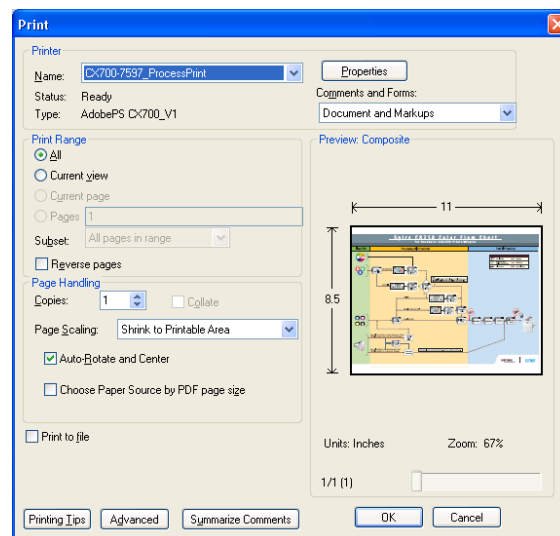 Print
Printer
Name: CX700-7597_ProcessPrint
Properties
Status: Ready
Comments and Forms:
Type: AdobePS CX700_V1
Document and Markups
Print Range
All
Current view
Current page
Pages 1
Subset: All pages in range
Reverse pages
Page Handling
Copies: 1
Collate
Page Scaling: Shrink to Printable Area
Auto-Rotate and Center
Choose Paper Source by PDF page size
Print to file
Preview: Composite
11
8.5
Units: Inches Zoom: 67%
1/1 (1)
Printing Tips
Advanced
Summarize Comments
OK
Cancel